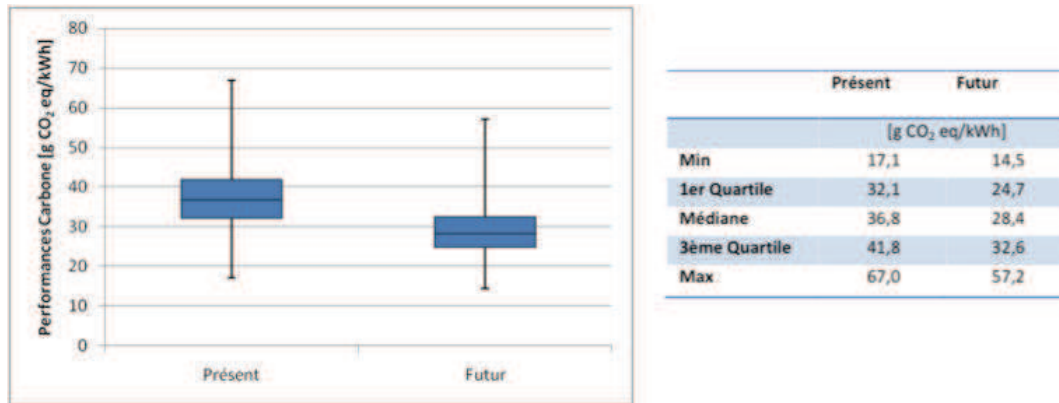 Performances Carbone [g CO₂ eq/kWh]
80
70
60
50
40
30
20
10
0
Présent Futur
Présent Futur
[g CO₂ eq/kWh]
Min 17,1 14,5
1er Quartile 32,1 24,7
Médiane 36,8 28,4
3ème Quartile 41,8 32,6
Max 67,0 57,2